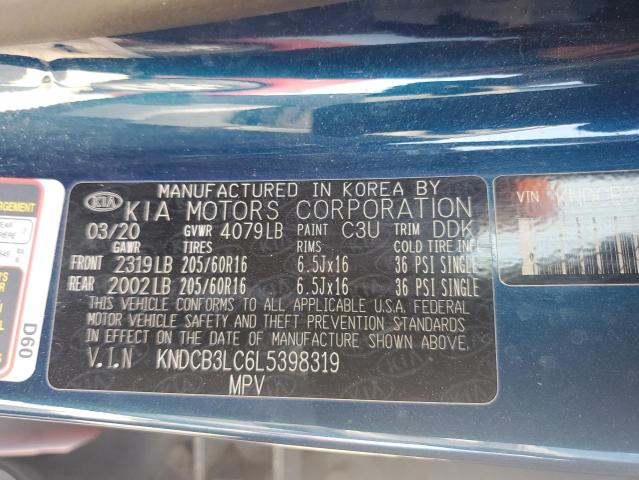 MANUFACTURED IN KOREA BY
KIA KIA MOTORS CORPORATION
03/20 GVWR 4079LB PAINT C3U TRIM DDK
GAWR TIRES RIMS COLD TIRE INF.
FRONT 2319LB 205/60R16 6.5Jx16 36 PSI SINGLE
REAR 2002LB 205/60R16 6.5Jx16 36 PSI SINGLE
THIS VEHICLE CONFORMS TO ALL APPLICABLE U.S.A. FEDERAL
MOTOR VEHICLE SAFETY AND THEFT PREVENTION STANDARDS
IN EFFECT ON THE DATE OF MANUFACTURE SHOWN ABOVE.
V.I.N KNDCB3LC6L5398319
MPV
D60
VIN